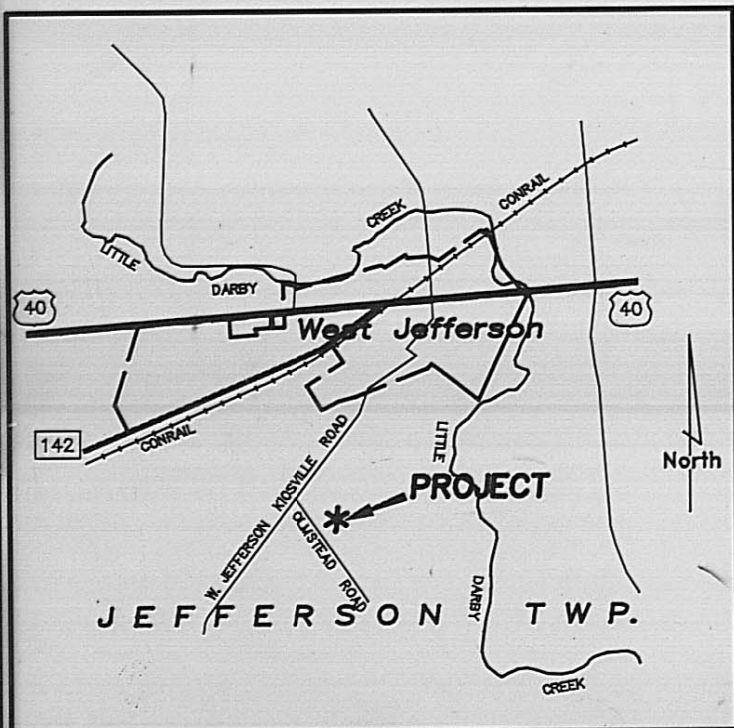 CREEK
CONRAIL
LITTLE
DARBY
40
40
West Jefferson
142
CONRAIL
W. JEFFERSON KIOSVILLE ROAD
LITTLE
North
PROJECT
OLMSTEAD ROAD
DARBY
JEFFERSON TWP.
CREEK